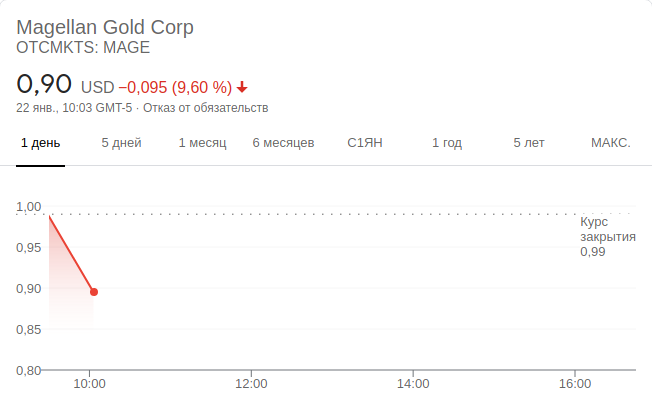 Magellan Gold Corp
OTCMKTS: MAGE
0,90 USD −0,095 (9,60 %)
22 янв., 10:03 GMT-5 · Отказ от обязательств
1 день 5 дней 1 месяц 6 месяцев С1ЯН 1 год 5 лет МАКС.
1,00
Курс
закрытия
0,99
0,95
0,90
0,85
0,80
10:00 12:00 14:00 16:00